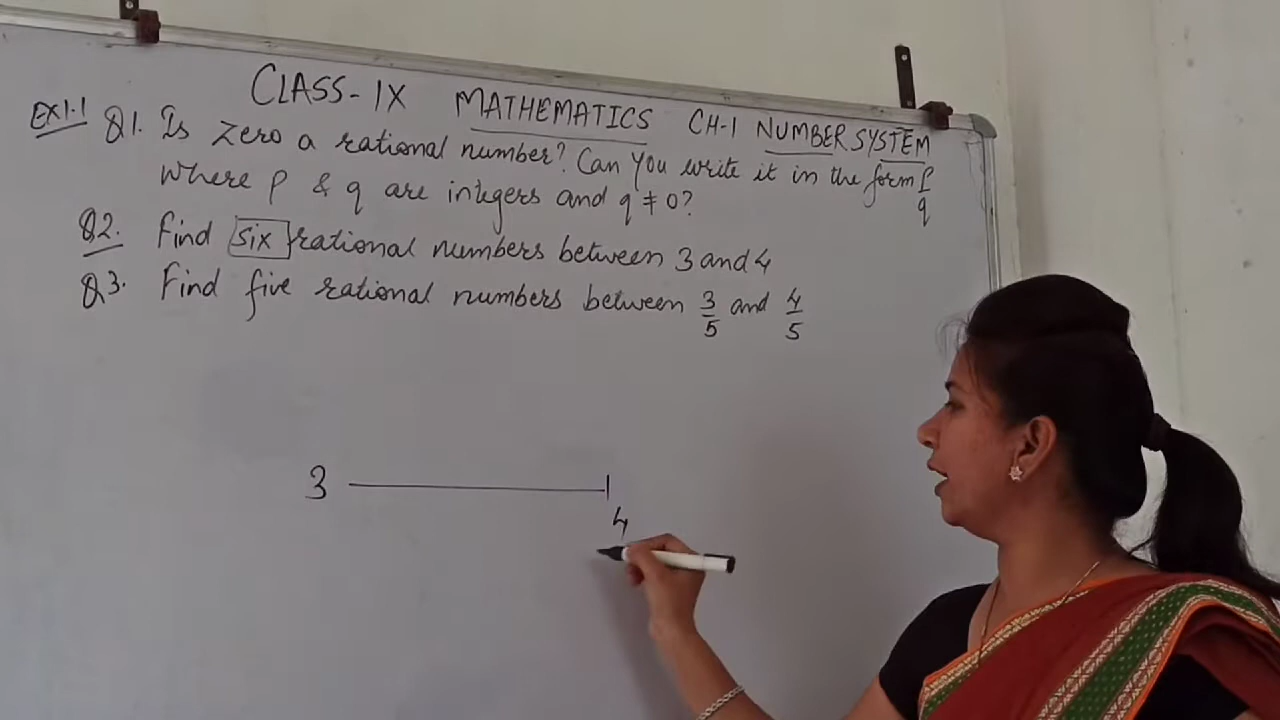 CLASS-IX MATHEMATICS CH-1 NUMBER SYSTEM
EX1.1 Q1. Is zero a rational number? Can you write it in the form p/q
where p & q are integers and q ≠ 0?
Q2. Find six rational numbers between 3 and 4
Q3. Find five rational numbers between 3/5 and 4/5
3
4